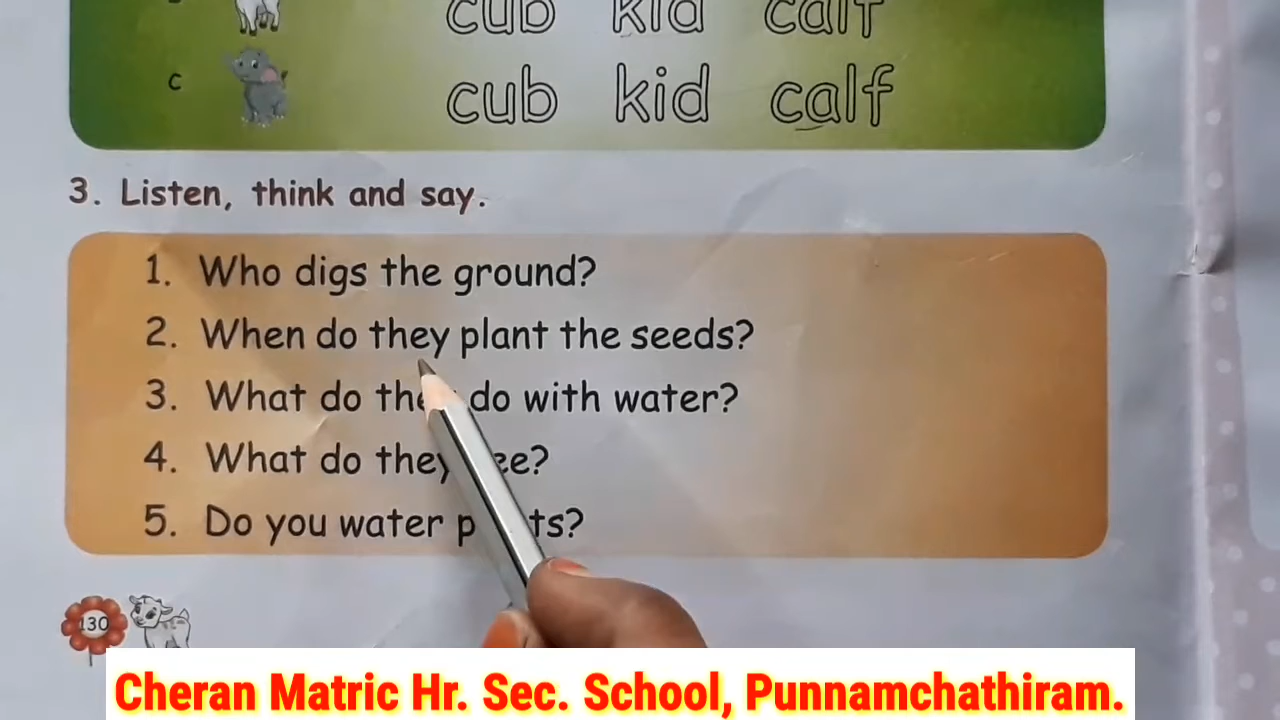 cub kid calf
c cub kid calf
3. Listen, think and say.
1. Who digs the ground?
2. When do they plant the seeds?
3. What do do with water?
4. What do they
5. Do you water
130
Cheran Matric Hr. Sec. School, Punnamchathiram.